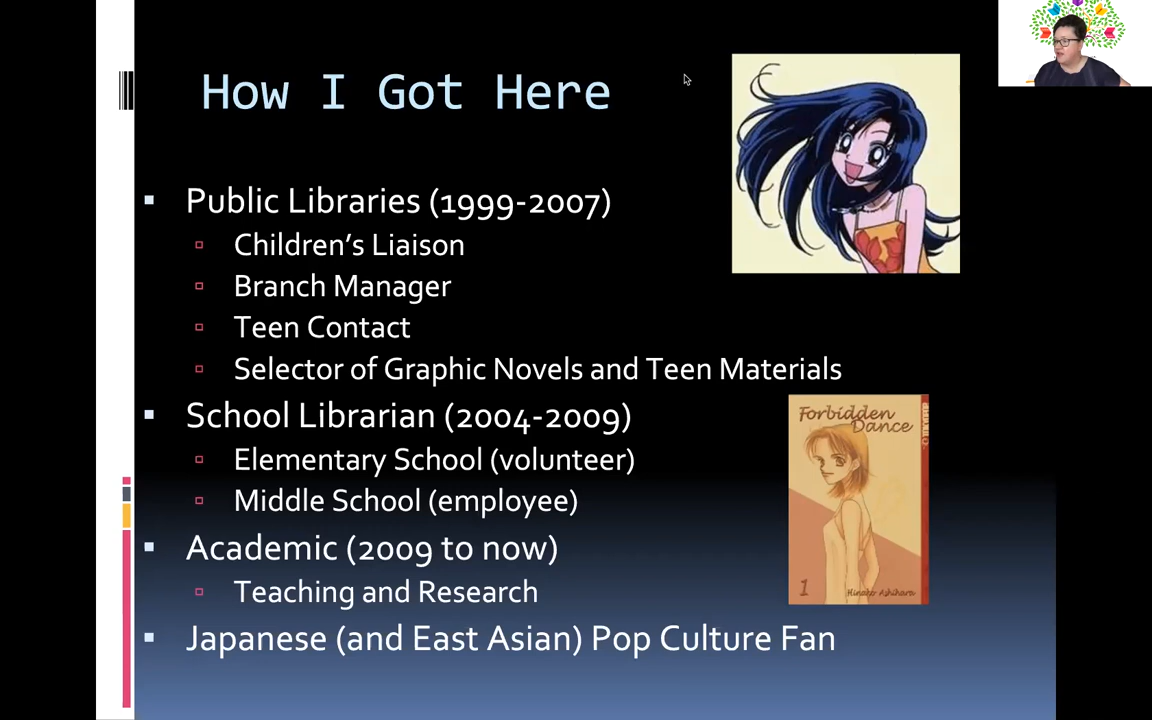 How I Got Here
Public Libraries (1999-2007)
Children’s Liaison
Branch Manager
Teen Contact
Selector of Graphic Novels and Teen Materials
School Librarian (2004-2009)
Elementary School (volunteer)
Middle School (employee)
Academic (2009 to now)
Teaching and Research
Japanese (and East Asian) Pop Culture Fan
Forbidden
Dance
1
Hinako Ashihara